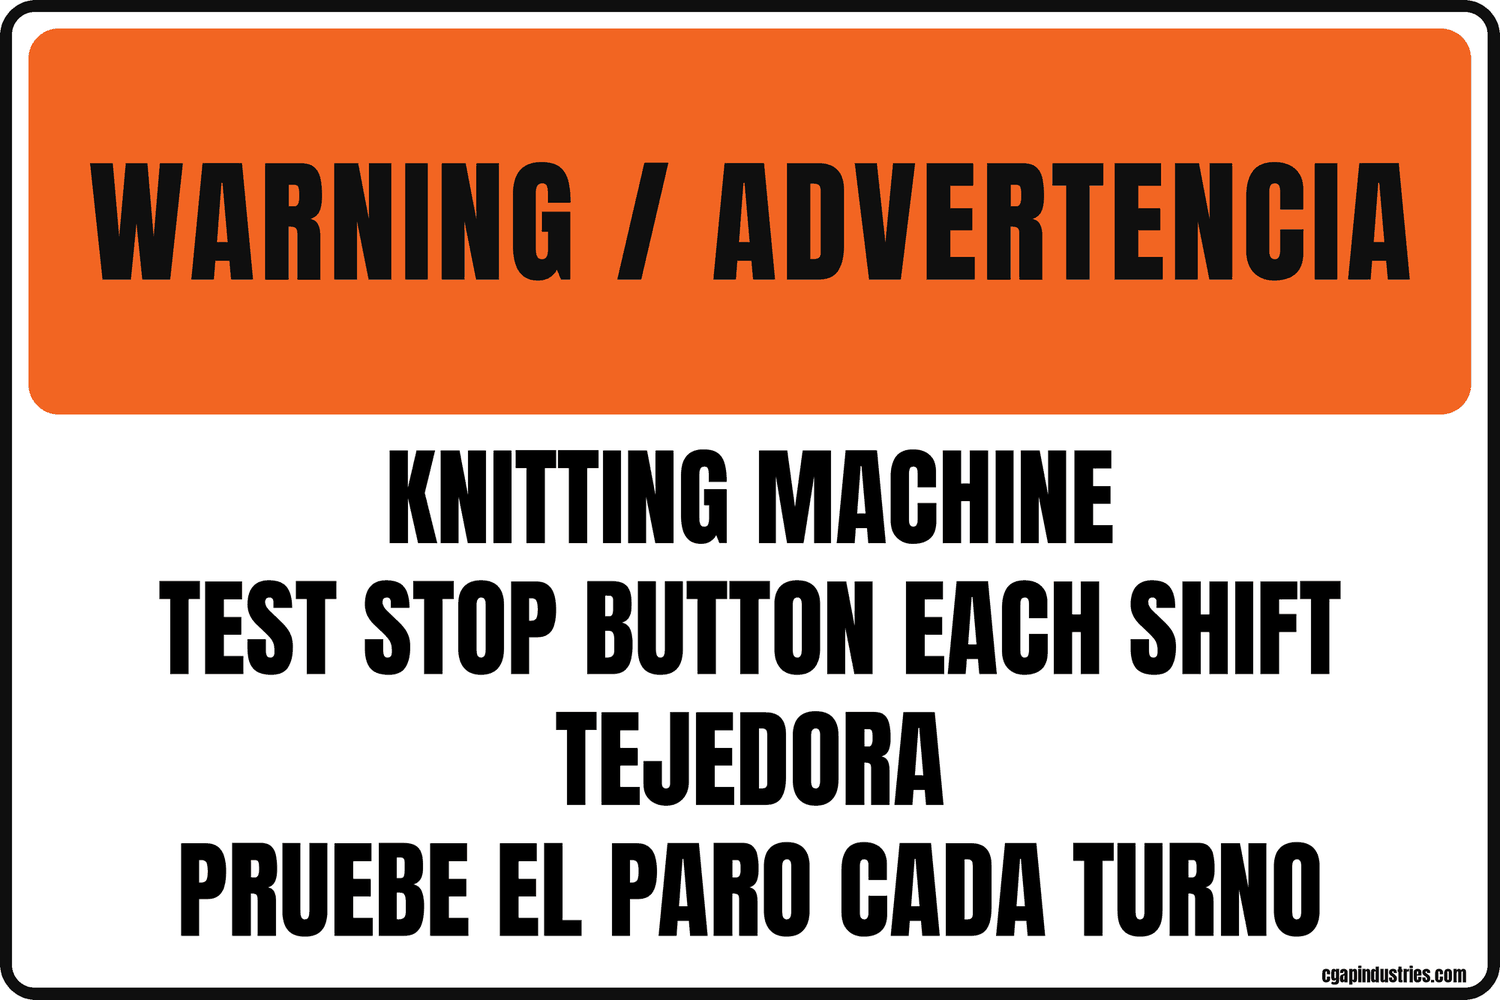 WARNING / ADVERTENCIA
KNITTING MACHINE
TEST STOP BUTTON EACH SHIFT
TEJEDORA
PRUEBE EL PARO CADA TURNO
cgapindustries.com